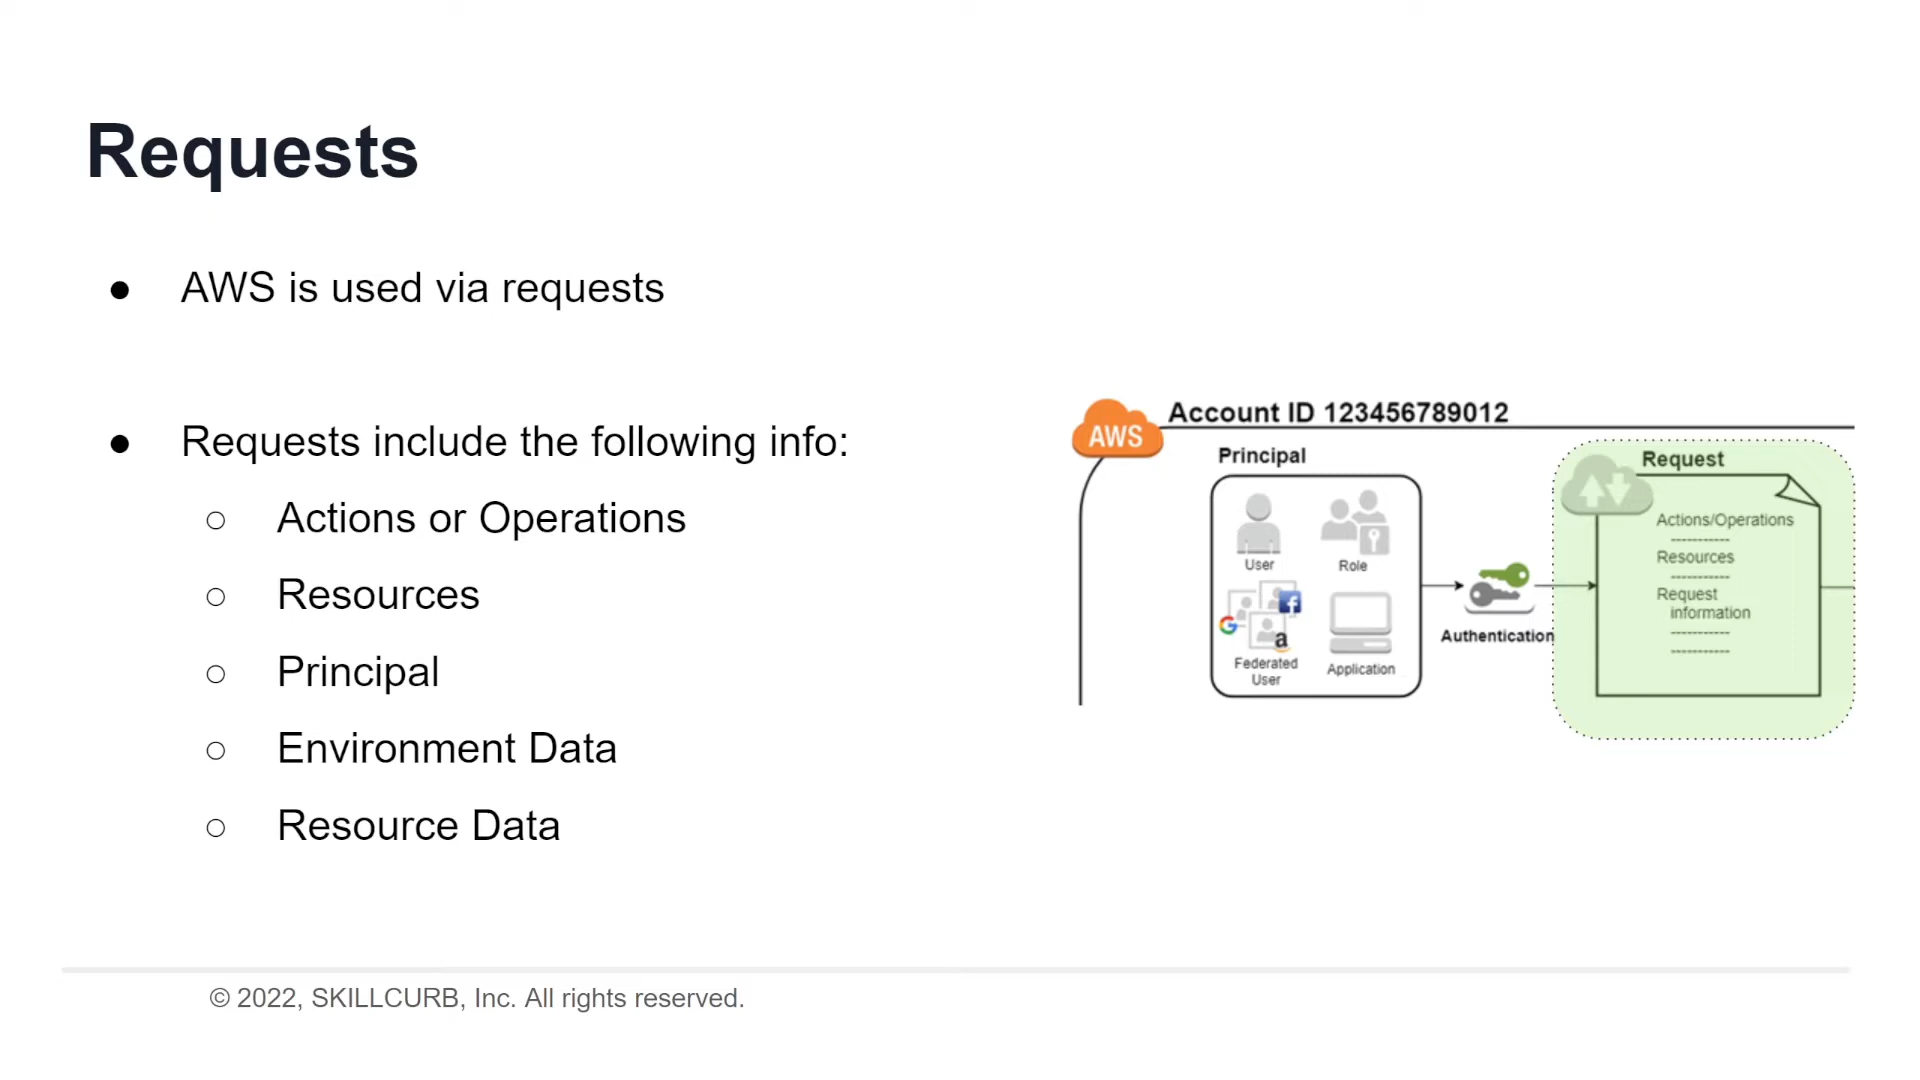 Requests
● AWS is used via requests
● Requests include the following info:
○ Actions or Operations
○ Resources
○ Principal
○ Environment Data
○ Resource Data
AWS
Account ID 123456789012
Principal
User
Role
G
f
a
Federated
User
Application
Authentication
Request
Actions/Operations
-----------
Resources
-----------
Request
information
-----------
-----------
© 2022, SKILLCURB, Inc. All rights reserved.